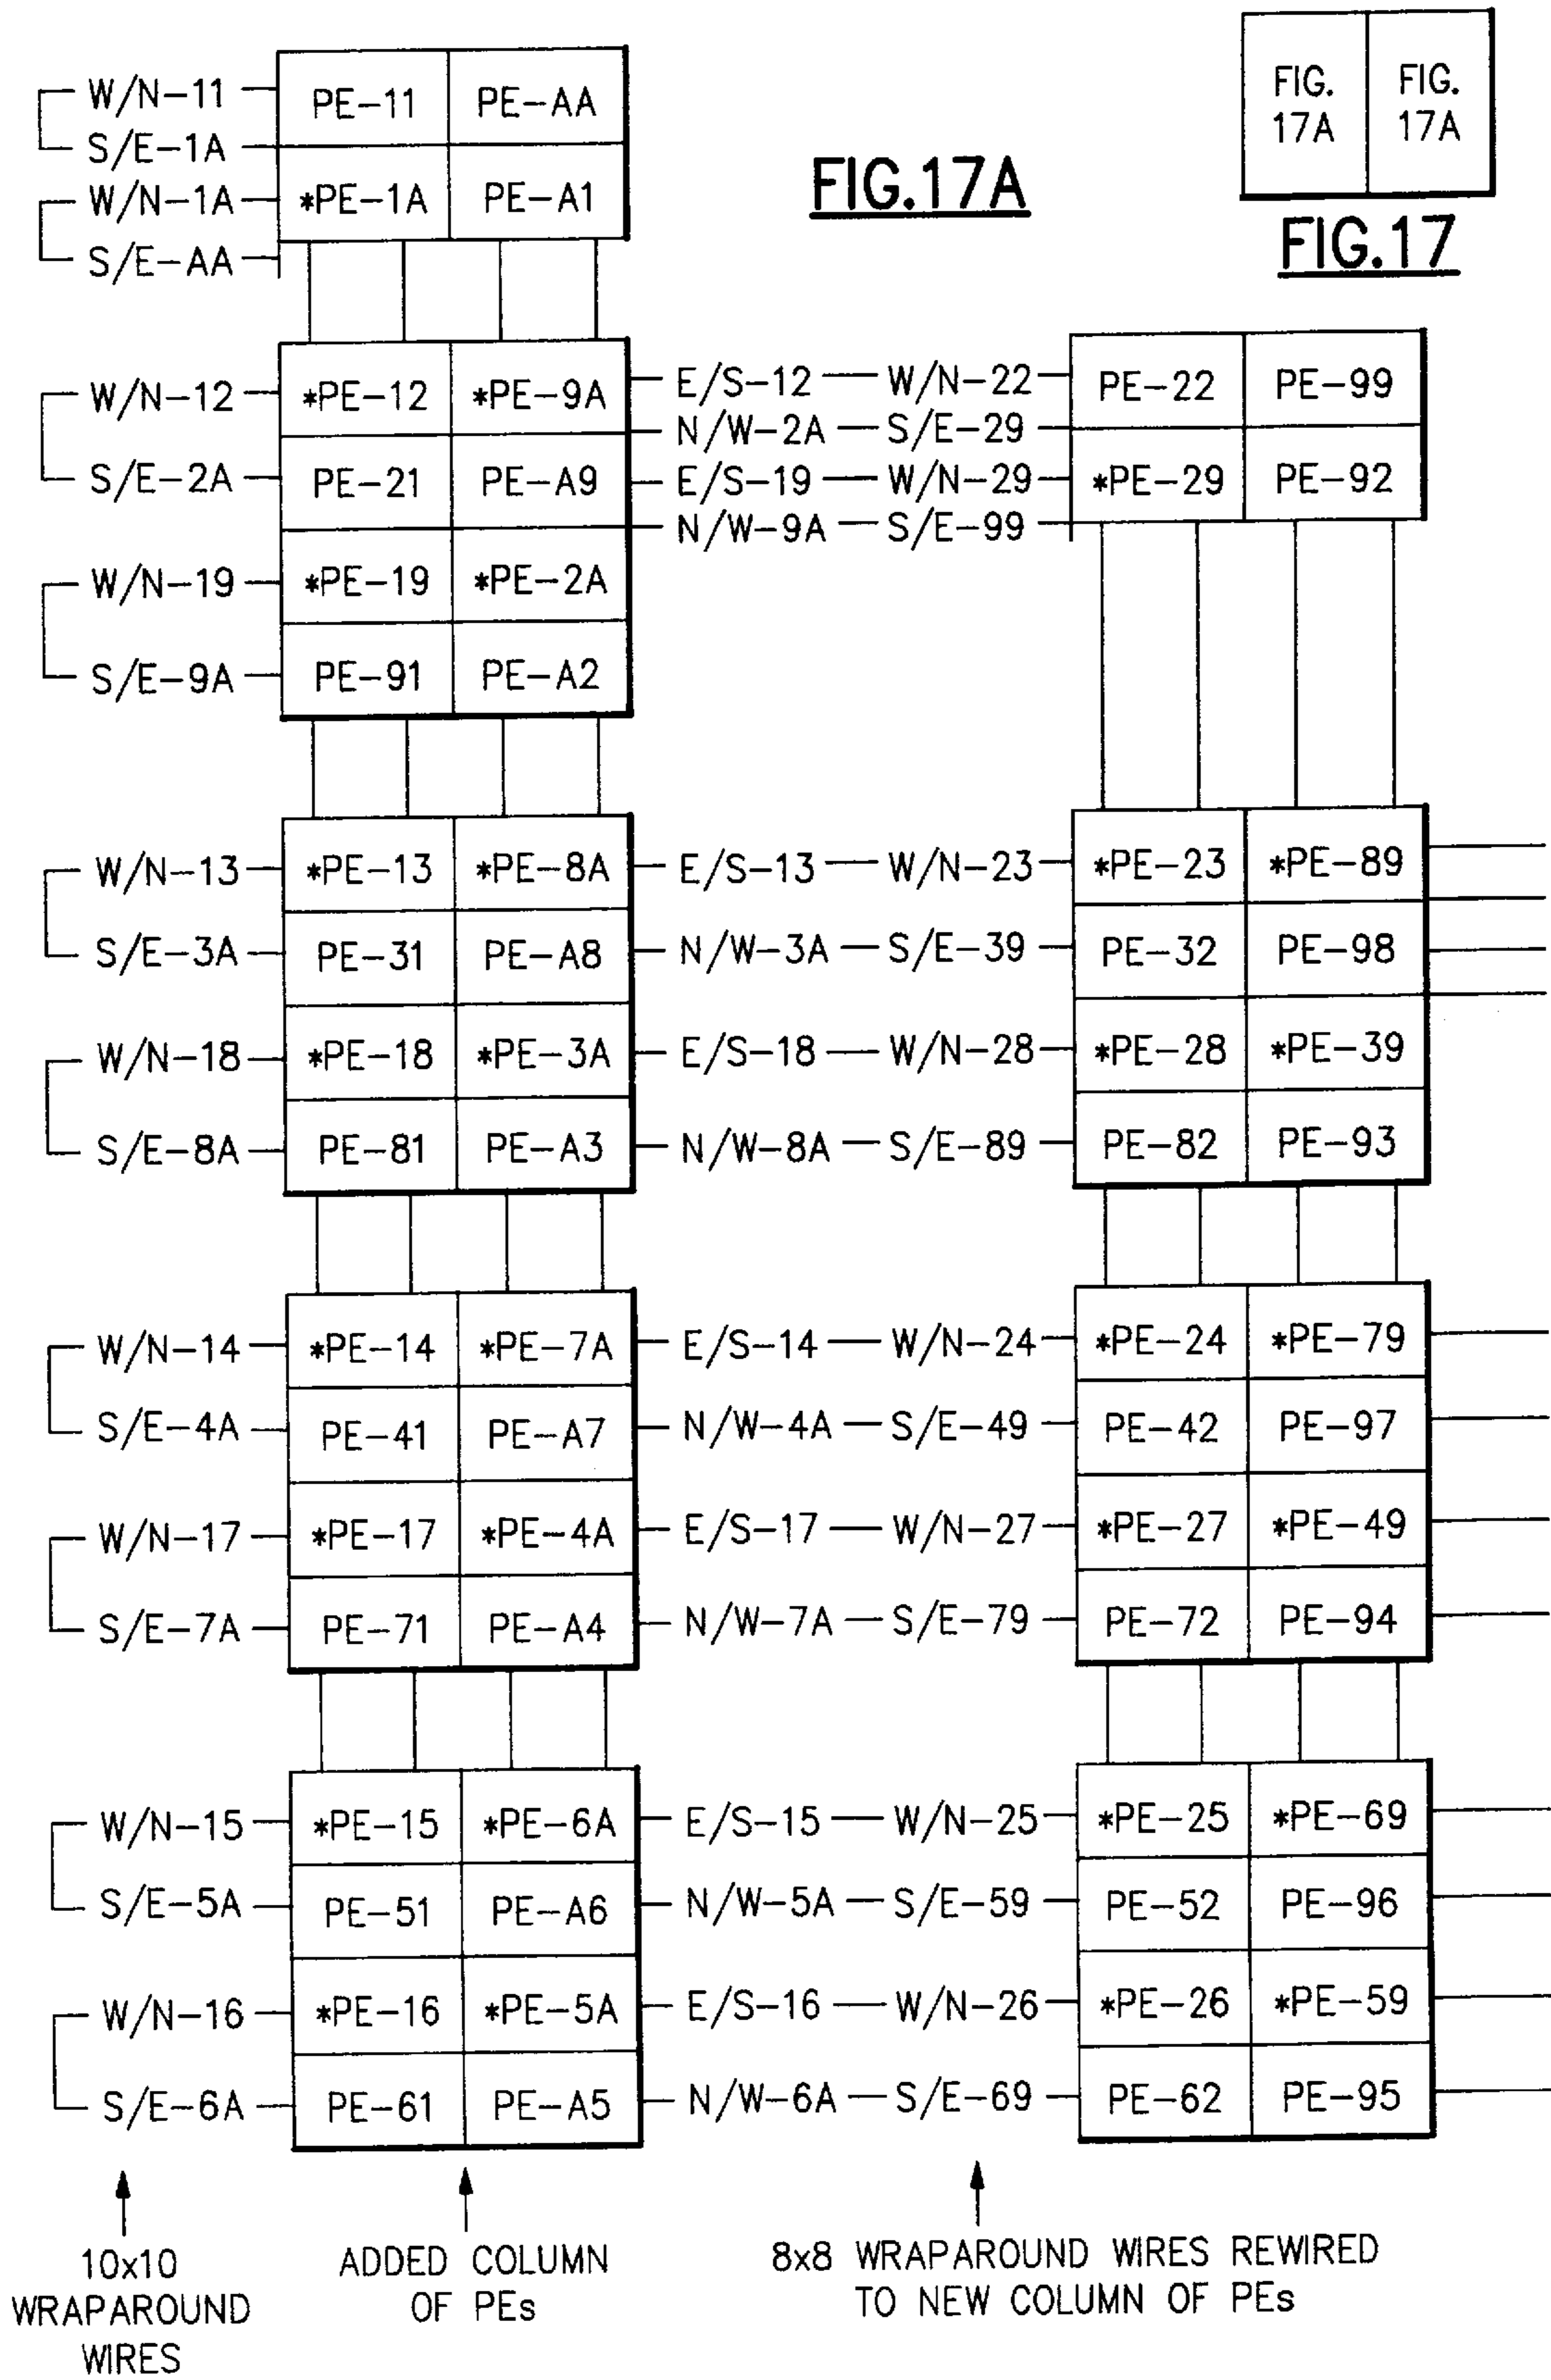 FIG. 17A
FIG. 17A
FIG.17
FIG.17A
W/N-11
S/E-1A
W/N-1A
S/E-AA
PE-11 PE-AA
*PE-1A PE-A1
W/N-12 *PE-12 *PE-9A E/S-12 W/N-22 PE-22 PE-99
N/W-2A S/E-29
S/E-2A PE-21 PE-A9 E/S-19 W/N-29 *PE-29 PE-92
N/W-9A S/E-99
W/N-19 *PE-19 *PE-2A
S/E-9A PE-91 PE-A2
W/N-13 *PE-13 *PE-8A E/S-13 W/N-23 *PE-23 *PE-89
S/E-3A PE-31 PE-A8 N/W-3A S/E-39 PE-32 PE-98
W/N-18 *PE-18 *PE-3A E/S-18 W/N-28 *PE-28 *PE-39
S/E-8A PE-81 PE-A3 N/W-8A S/E-89 PE-82 PE-93
W/N-14 *PE-14 *PE-7A E/S-14 W/N-24 *PE-24 *PE-79
S/E-4A PE-41 PE-A7 N/W-4A S/E-49 PE-42 PE-97
W/N-17 *PE-17 *PE-4A E/S-17 W/N-27 *PE-27 *PE-49
S/E-7A PE-71 PE-A4 N/W-7A S/E-79 PE-72 PE-94
W/N-15 *PE-15 *PE-6A E/S-15 W/N-25 *PE-25 *PE-69
S/E-5A PE-51 PE-A6 N/W-5A S/E-59 PE-52 PE-96
W/N-16 *PE-16 *PE-5A E/S-16 W/N-26 *PE-26 *PE-59
S/E-6A PE-61 PE-A5 N/W-6A S/E-69 PE-62 PE-95
10x10
WRAPAROUND
WIRES
ADDED COLUMN
OF PEs
8x8 WRAPAROUND WIRES REWIRED
TO NEW COLUMN OF PEs